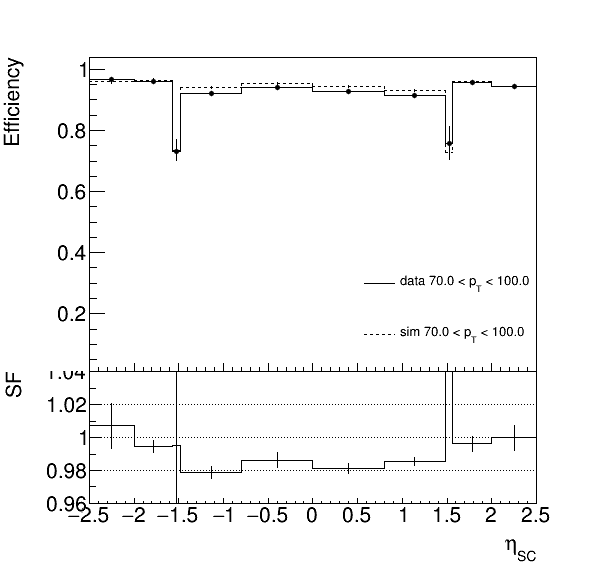 Efficiency
1
0.8
0.6
0.4
0.2
data 70.0 < p_T < 100.0
sim 70.0 < p_T < 100.0
SF
1.04
1.02
1
0.98
0.96
−2.5 −2 −1.5 −1 −0.5 0 0.5 1 1.5 2 2.5
η_SC